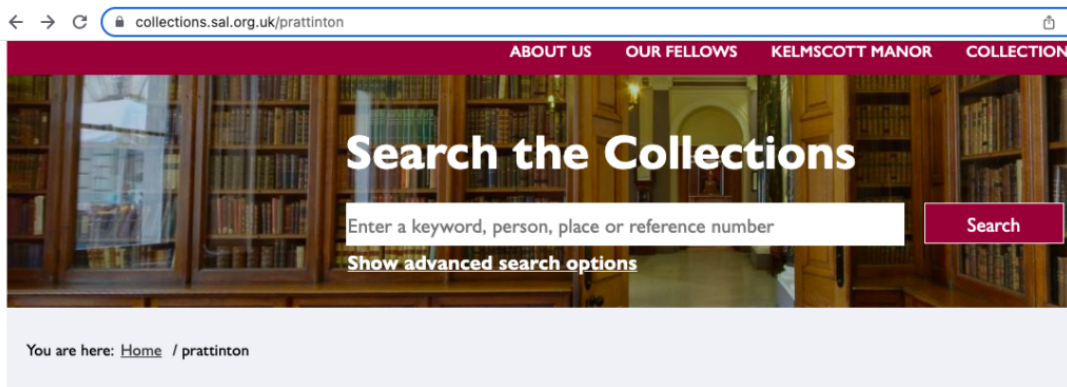 collections.sal.org.uk/prattinton
ABOUT US OUR FELLOWS KELMSCOTT MANOR COLLECTION
Search the Collections
Enter a keyword, person, place or reference number
Search
Show advanced search options
You are here: Home / prattinton